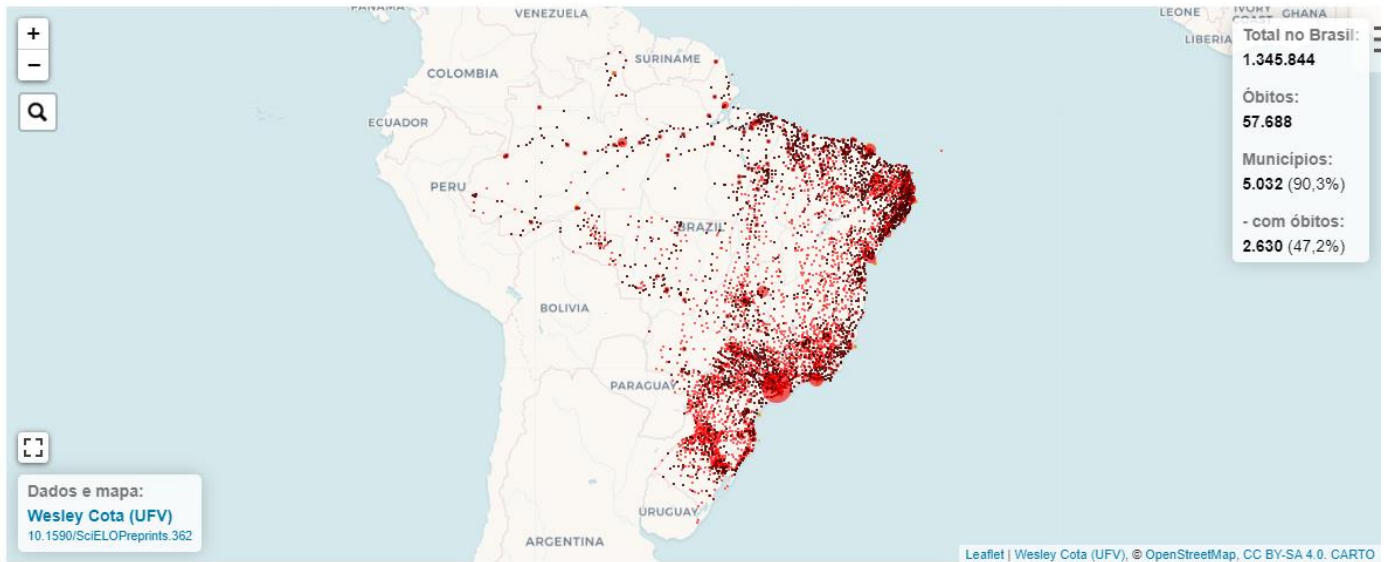 PANAMA
VENEZUELA
LEONE
IVORY
COAST
GHANA
LIBERIA
SURINAME
COLOMBIA
ECUADOR
PERU
BRAZIL
BOLIVIA
PARAGUAY
URUGUAY
ARGENTINA
+
−
Total no Brasil:
1.345.844
Óbitos:
57.688
Municípios:
5.032 (90,3%)
- com óbitos:
2.630 (47,2%)
Dados e mapa:
Wesley Cota (UFV)
10.1590/SciELOPreprints.362
Leaflet | Wesley Cota (UFV), © OpenStreetMap, CC BY-SA 4.0. CARTO